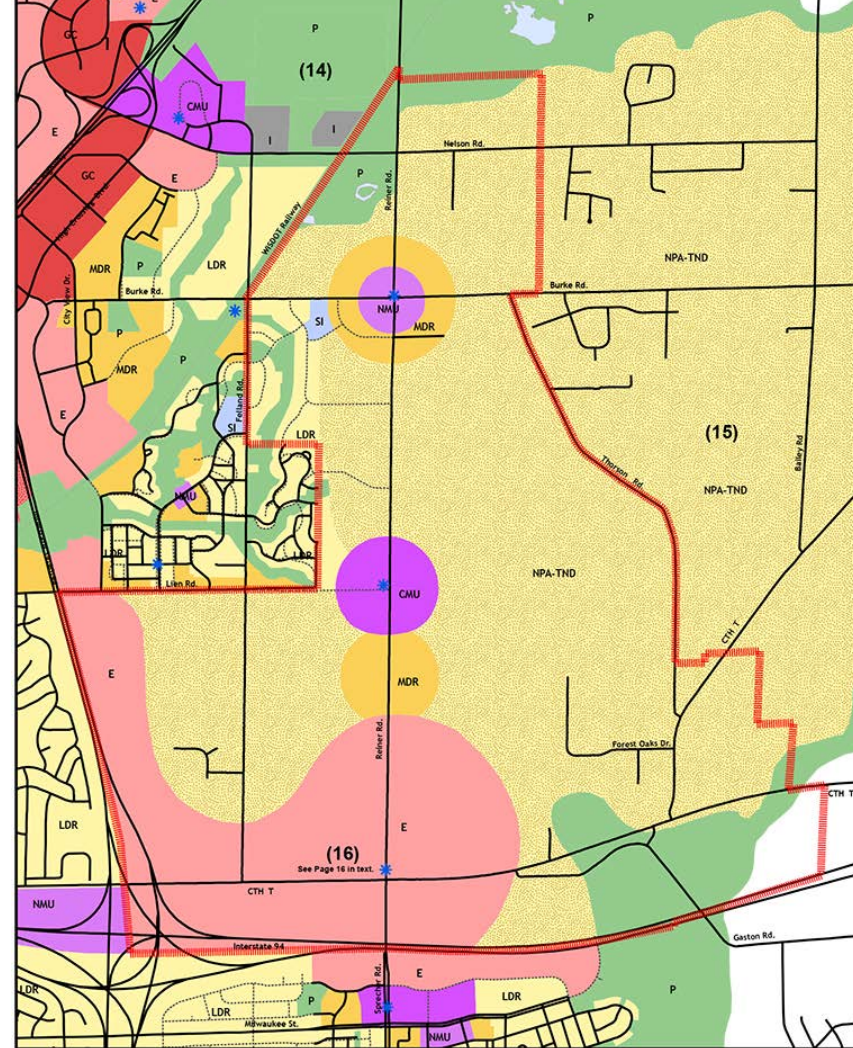 GC
P
P
(14)
CMU
E
I
I
Nelson Rd.
GC
E
P
Reiner Rd.
WISDOT Railway
LDR
NPA-TND
MDR
P
Burke Rd.
Burke Rd.
City View Dr.
NMU
SI
MDR
P
P
MDR
Felland Rd.
E
SI
LDR
(15)
Thorson Rd.
Bailey Rd
NPA-TND
NMU
LDR
LDR
NPA-TND
Lien Rd.
CMU
CTH T
E
MDR
Reiner Rd.
Forest Oaks Dr.
CTH T
LDR
E
(16)
See Page 16 in text.
CTH T
NMU
Gaston Rd.
Interstate 94
E
Sprecher Rd.
LDR
P
LDR
P
LDR
Milwaukee St.
NMU